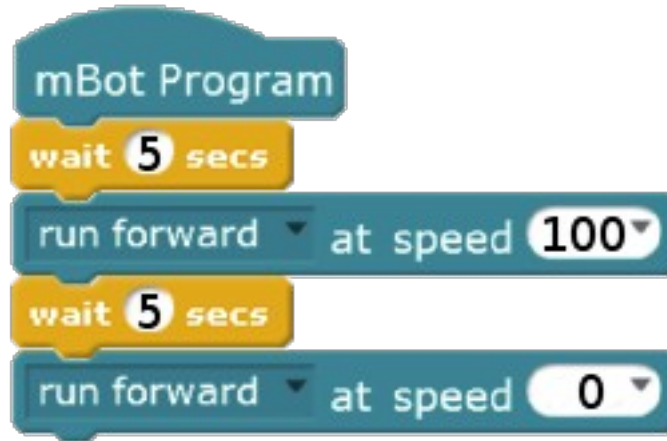 mBot Program
wait 5 secs
run forward at speed 100
wait 5 secs
run forward at speed 0